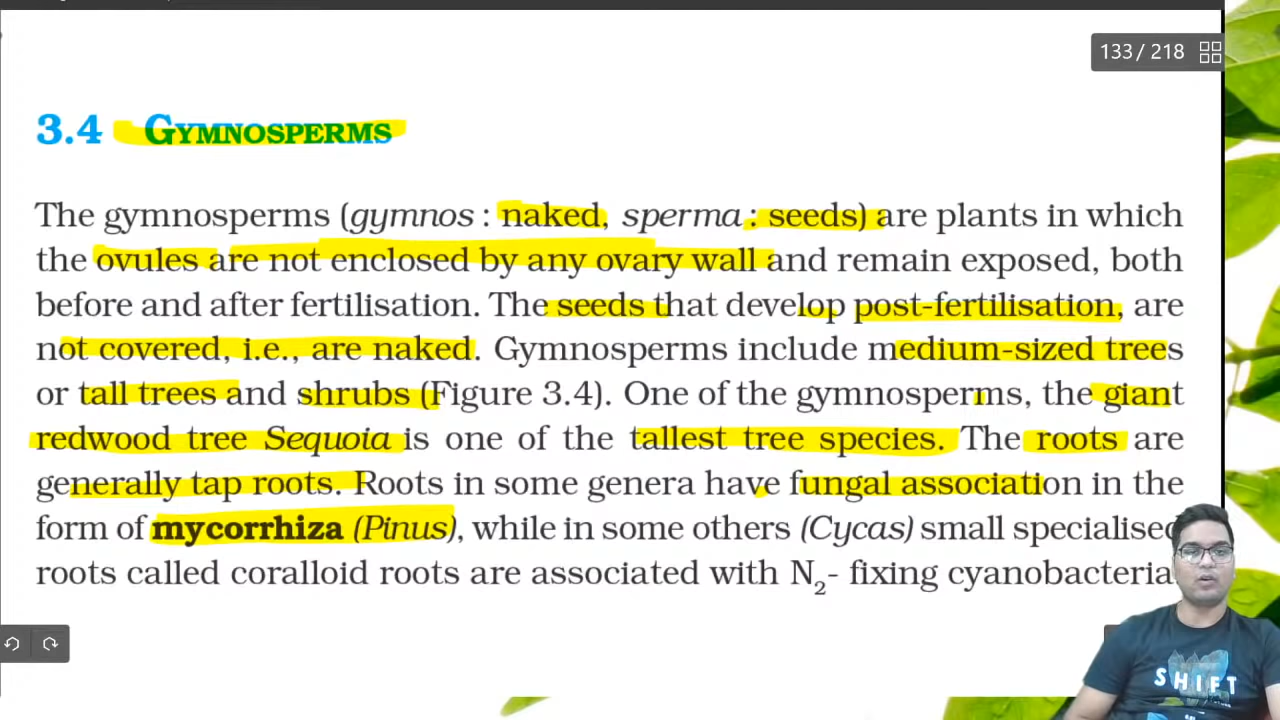 133 / 218
3.4 GYMNOSPERMS
The gymnosperms (gymnos : naked, sperma : seeds) are plants in which
the ovules are not enclosed by any ovary wall and remain exposed, both
before and after fertilisation. The seeds that develop post-fertilisation, are
not covered, i.e., are naked. Gymnosperms include medium-sized trees
or tall trees and shrubs (Figure 3.4). One of the gymnosperms, the giant
redwood tree Sequoia is one of the tallest tree species. The roots are
generally tap roots. Roots in some genera have fungal association in the
form of mycorrhiza (Pinus), while in some others (Cycas) small specialised
roots called coralloid roots are associated with N₂- fixing cyanobacteria.
SHIFT